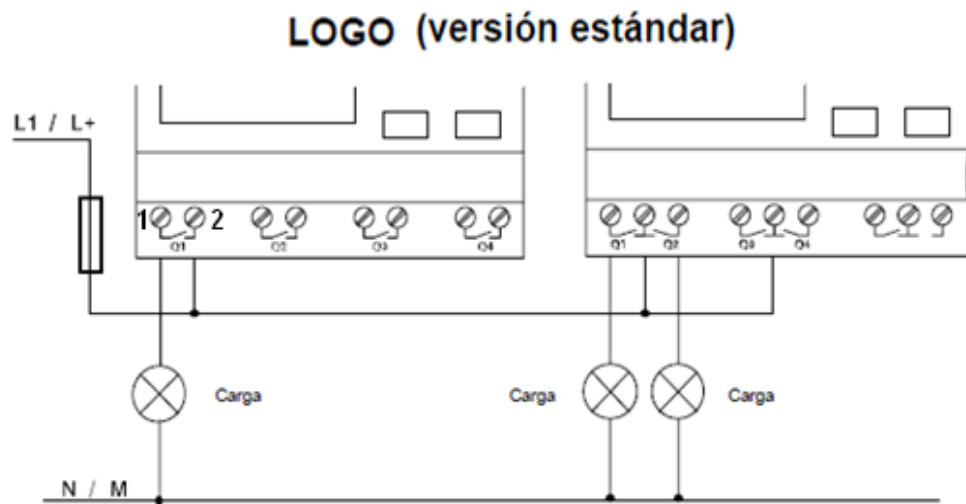 LOGO (versión estándar)
L1 / L+
1 2
Q1 Q2 Q3 Q4
Q1 Q2 Q3 Q4
Carga Carga Carga
N / M